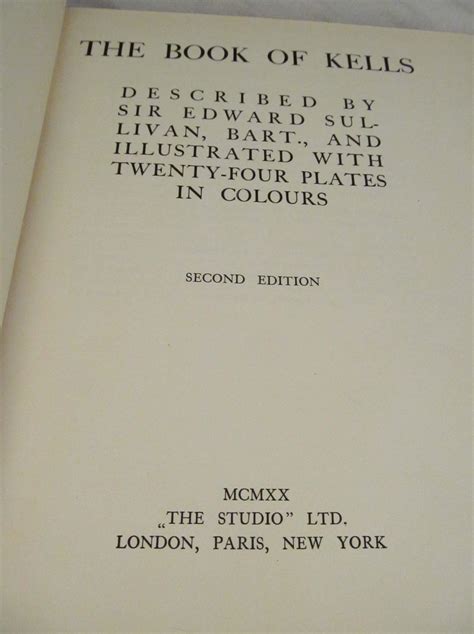 THE BOOK OF KELLS
DESCRIBED BY
SIR EDWARD SUL-
LIVAN, BART., AND
ILLUSTRATED WITH
TWENTY-FOUR PLATES
IN COLOURS
SECOND EDITION
MCMXX
„THE STUDIO” LTD.
LONDON, PARIS, NEW YORK